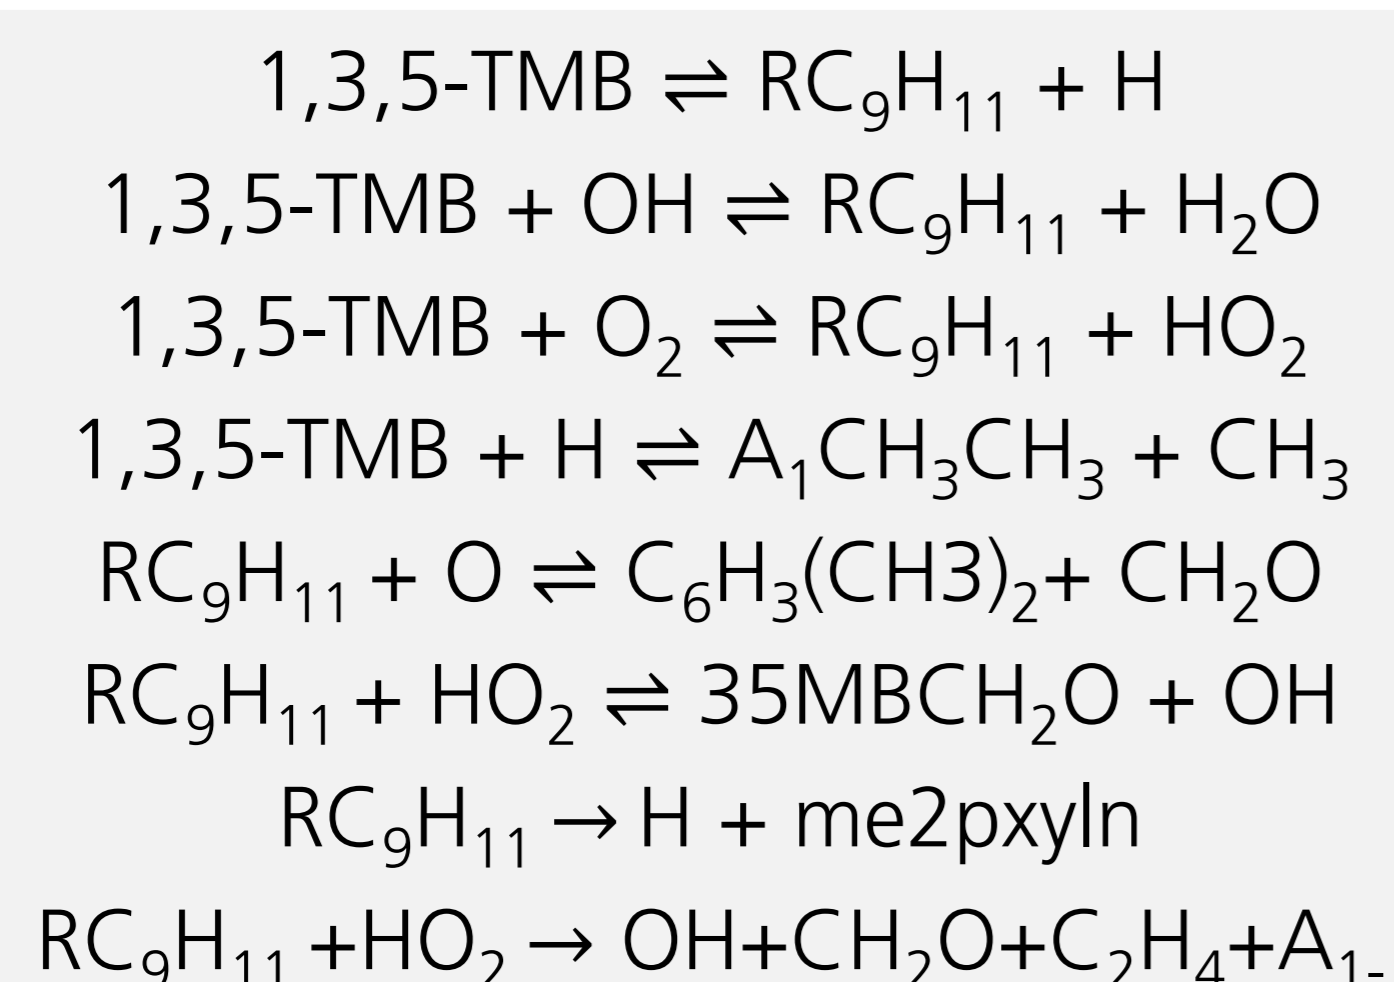 1,3,5-TMB ⇌ RC₉H₁₁ + H
1,3,5-TMB + OH ⇌ RC₉H₁₁ + H₂O
1,3,5-TMB + O₂ ⇌ RC₉H₁₁ + HO₂
1,3,5-TMB + H ⇌ A₁CH₃CH₃ + CH₃
RC₉H₁₁ + O ⇌ C₆H₃(CH3)₂+ CH₂O
RC₉H₁₁ + HO₂ ⇌ 35MBCH₂O + OH
RC₉H₁₁ → H + me2pxyln
RC₉H₁₁ +HO₂ → OH+CH₂O+C₂H₄+A₁₋